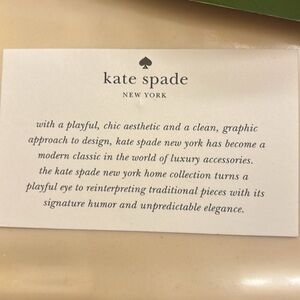 kate spade
NEW YORK
with a playful, chic aesthetic and a clean, graphic
approach to design, kate spade new york has become a
modern classic in the world of luxury accessories.
the kate spade new york home collection turns a
playful eye to reinterpreting traditional pieces with its
signature humor and unpredictable elegance.